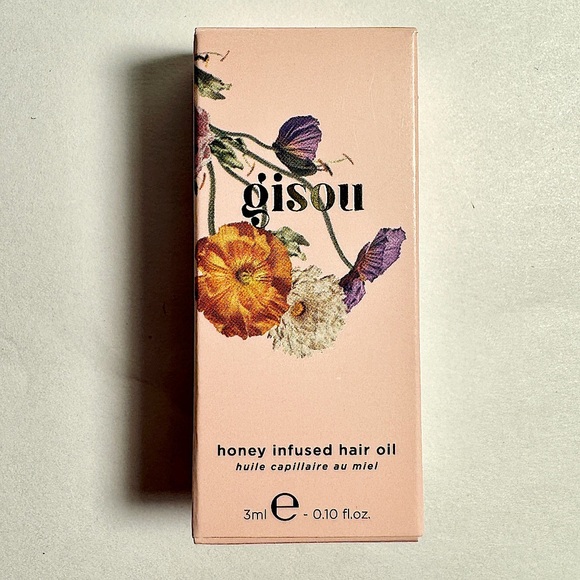 gisou
honey infused hair oil
huile capillaire au miel
3ml e - 0.10 fl.oz.